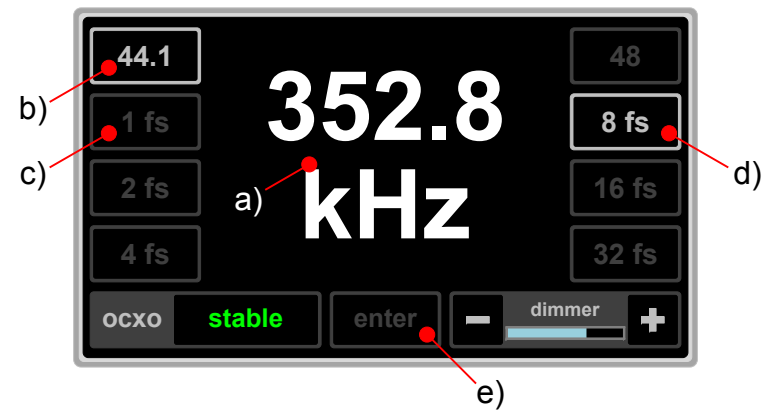 44.1
48
b)
352.8
1 fs
8 fs
c)
d)
a)
kHz
2 fs
16 fs
4 fs
32 fs
ocxo stable enter dimmer
e)